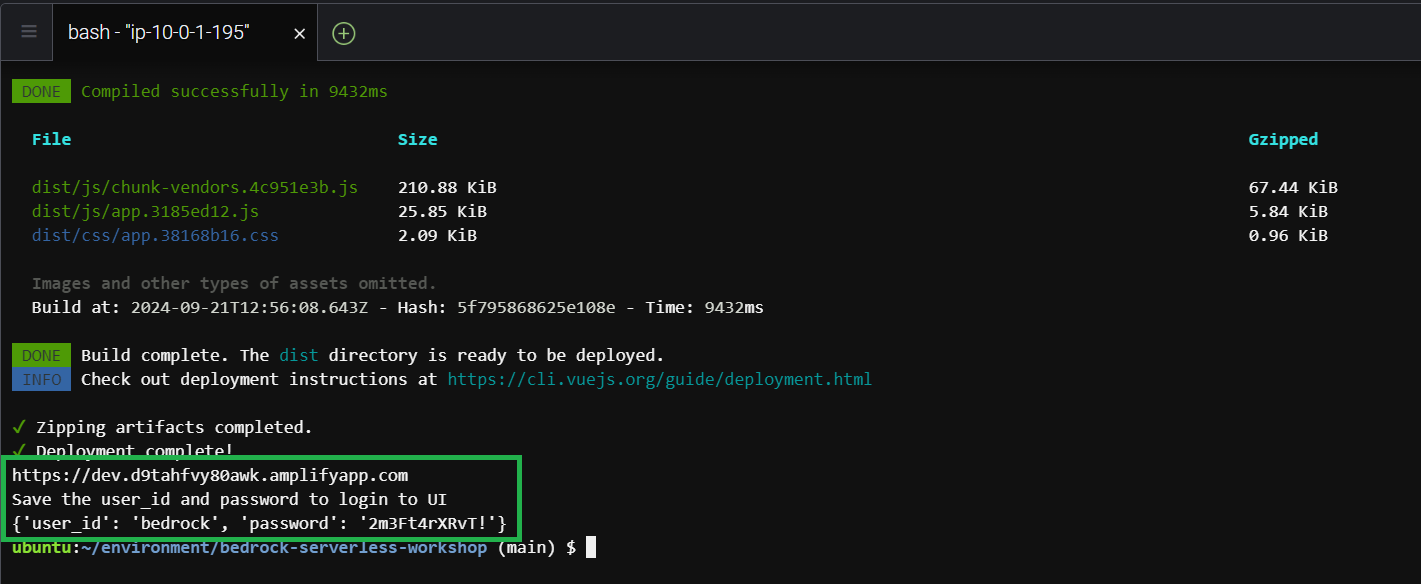 bash - "ip-10-0-1-195"
DONE Compiled successfully in 9432ms
File Size Gzipped
dist/js/chunk-vendors.4c951e3b.js 210.88 KiB 67.44 KiB
dist/js/app.3185ed12.js 25.85 KiB 5.84 KiB
dist/css/app.38168b16.css 2.09 KiB 0.96 KiB
Images and other types of assets omitted.
Build at: 2024-09-21T12:56:08.643Z - Hash: 5f795868625e108e - Time: 9432ms
DONE Build complete. The dist directory is ready to be deployed.
INFO Check out deployment instructions at https://cli.vuejs.org/guide/deployment.html
✓ Zipping artifacts completed.
✓ Deployment complete!
https://dev.d9tahfvy80awk.amplifyapp.com
Save the user_id and password to login to UI
{'user_id': 'bedrock', 'password': '2m3Ft4rXRvT!'}
ubuntu:~/environment/bedrock-serverless-workshop (main) $